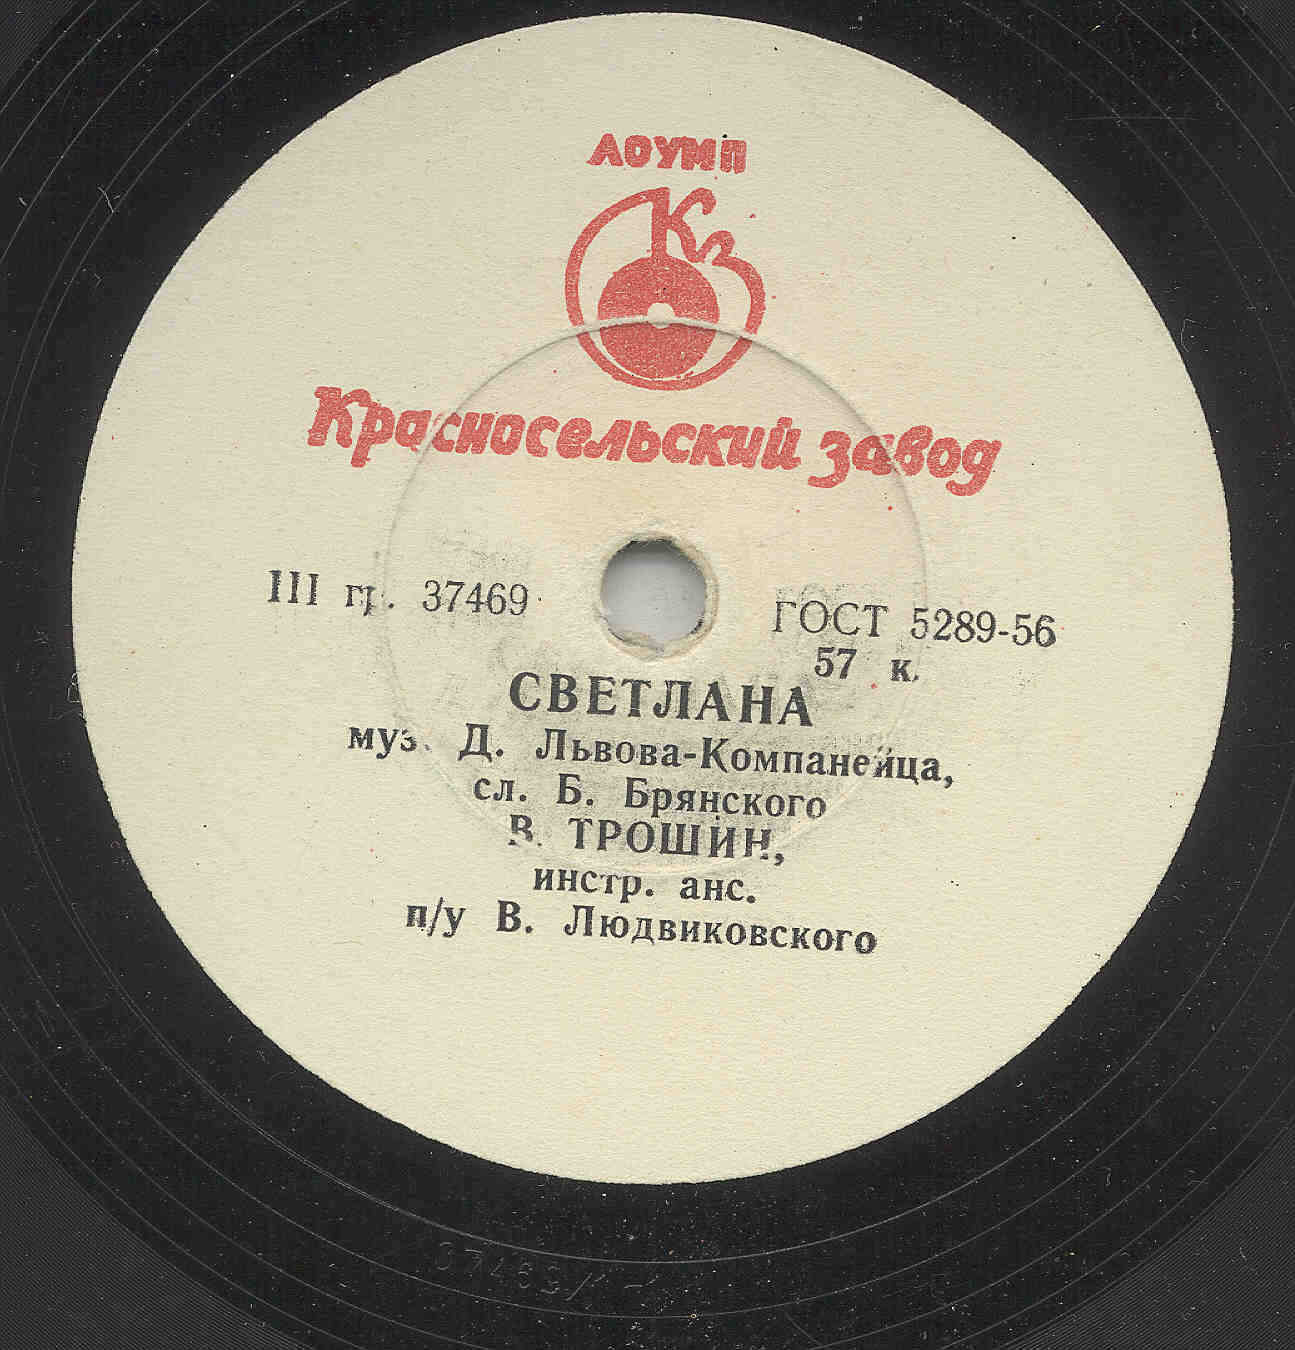 ЛОУМП
Кз
Красносельский завод
III гр. 37469
ГОСТ 5289-56
57 к.
СВЕТЛАНА
муз. Д. Львова-Компанейца,
сл. Б. Брянского
В. ТРОШИН,
инстр. анс.
п/у В. Людвиковского